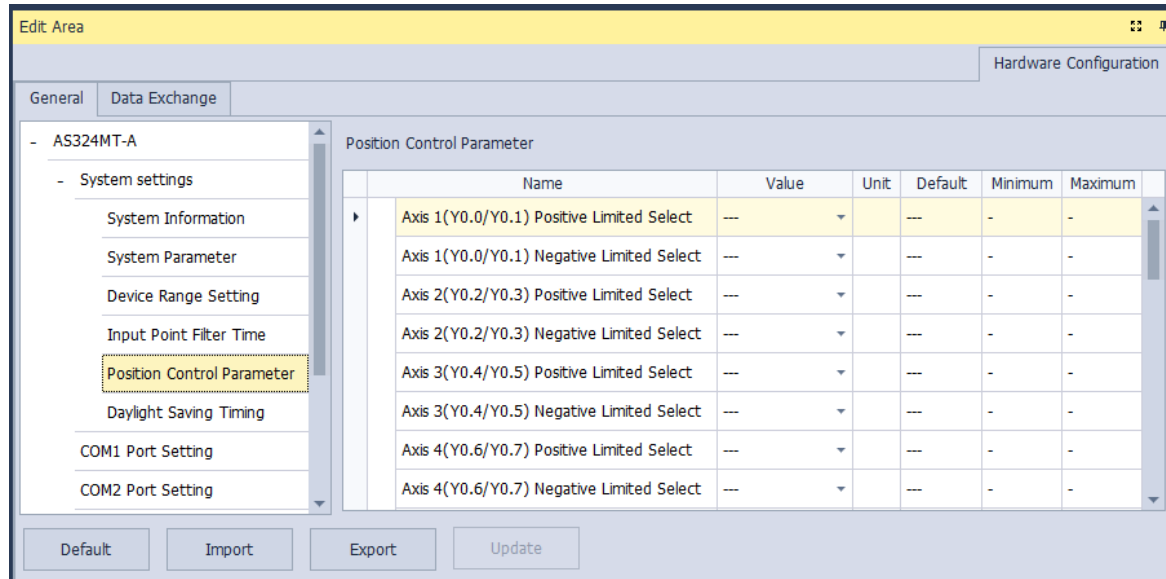 Edit Area
Hardware Configuration
General Data Exchange
- AS324MT-A
- System settings
System Information
System Parameter
Device Range Setting
Input Point Filter Time
Position Control Parameter
Daylight Saving Timing
COM1 Port Setting
COM2 Port Setting
Position Control Parameter
Name Value Unit Default Minimum Maximum
Axis 1(Y0.0/Y0.1) Positive Limited Select --- --- - -
Axis 1(Y0.0/Y0.1) Negative Limited Select --- --- - -
Axis 2(Y0.2/Y0.3) Positive Limited Select --- --- - -
Axis 2(Y0.2/Y0.3) Negative Limited Select --- --- - -
Axis 3(Y0.4/Y0.5) Positive Limited Select --- --- - -
Axis 3(Y0.4/Y0.5) Negative Limited Select --- --- - -
Axis 4(Y0.6/Y0.7) Positive Limited Select --- --- - -
Axis 4(Y0.6/Y0.7) Negative Limited Select --- --- - -
Default Import Export Update